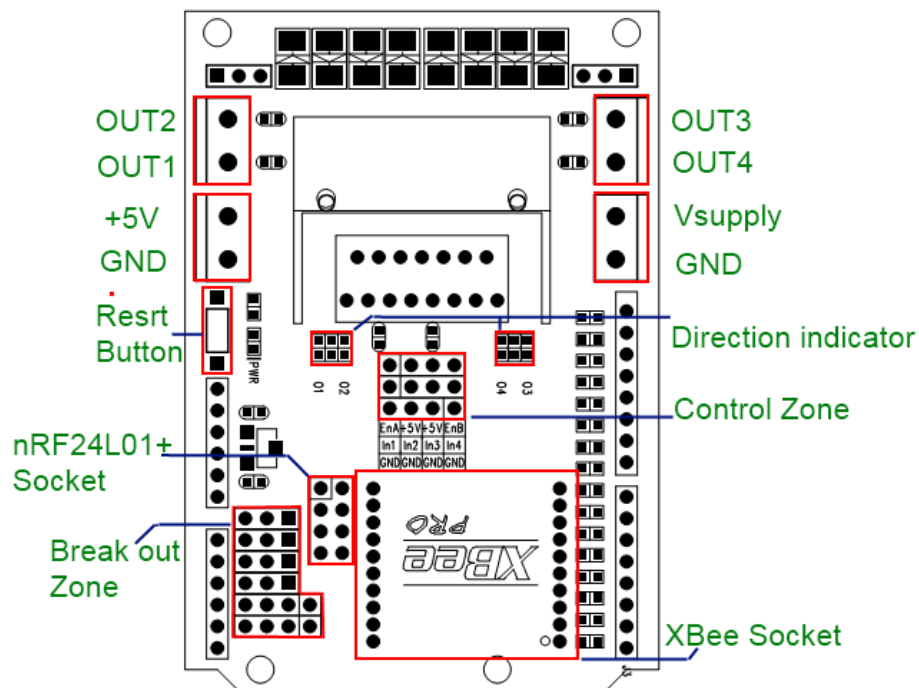 OUT2
OUT1
+5V
GND
Resrt
Button
nRF24L01+
Socket
Break out
Zone
OUT3
OUT4
Vsupply
GND
Direction indicator
Control Zone
XBee Socket
PWR
O1 O2
O4 O3
EnA +5V +5V EnB
In1 In2 In3 In4
GND GND GND GND
XBee
PRO